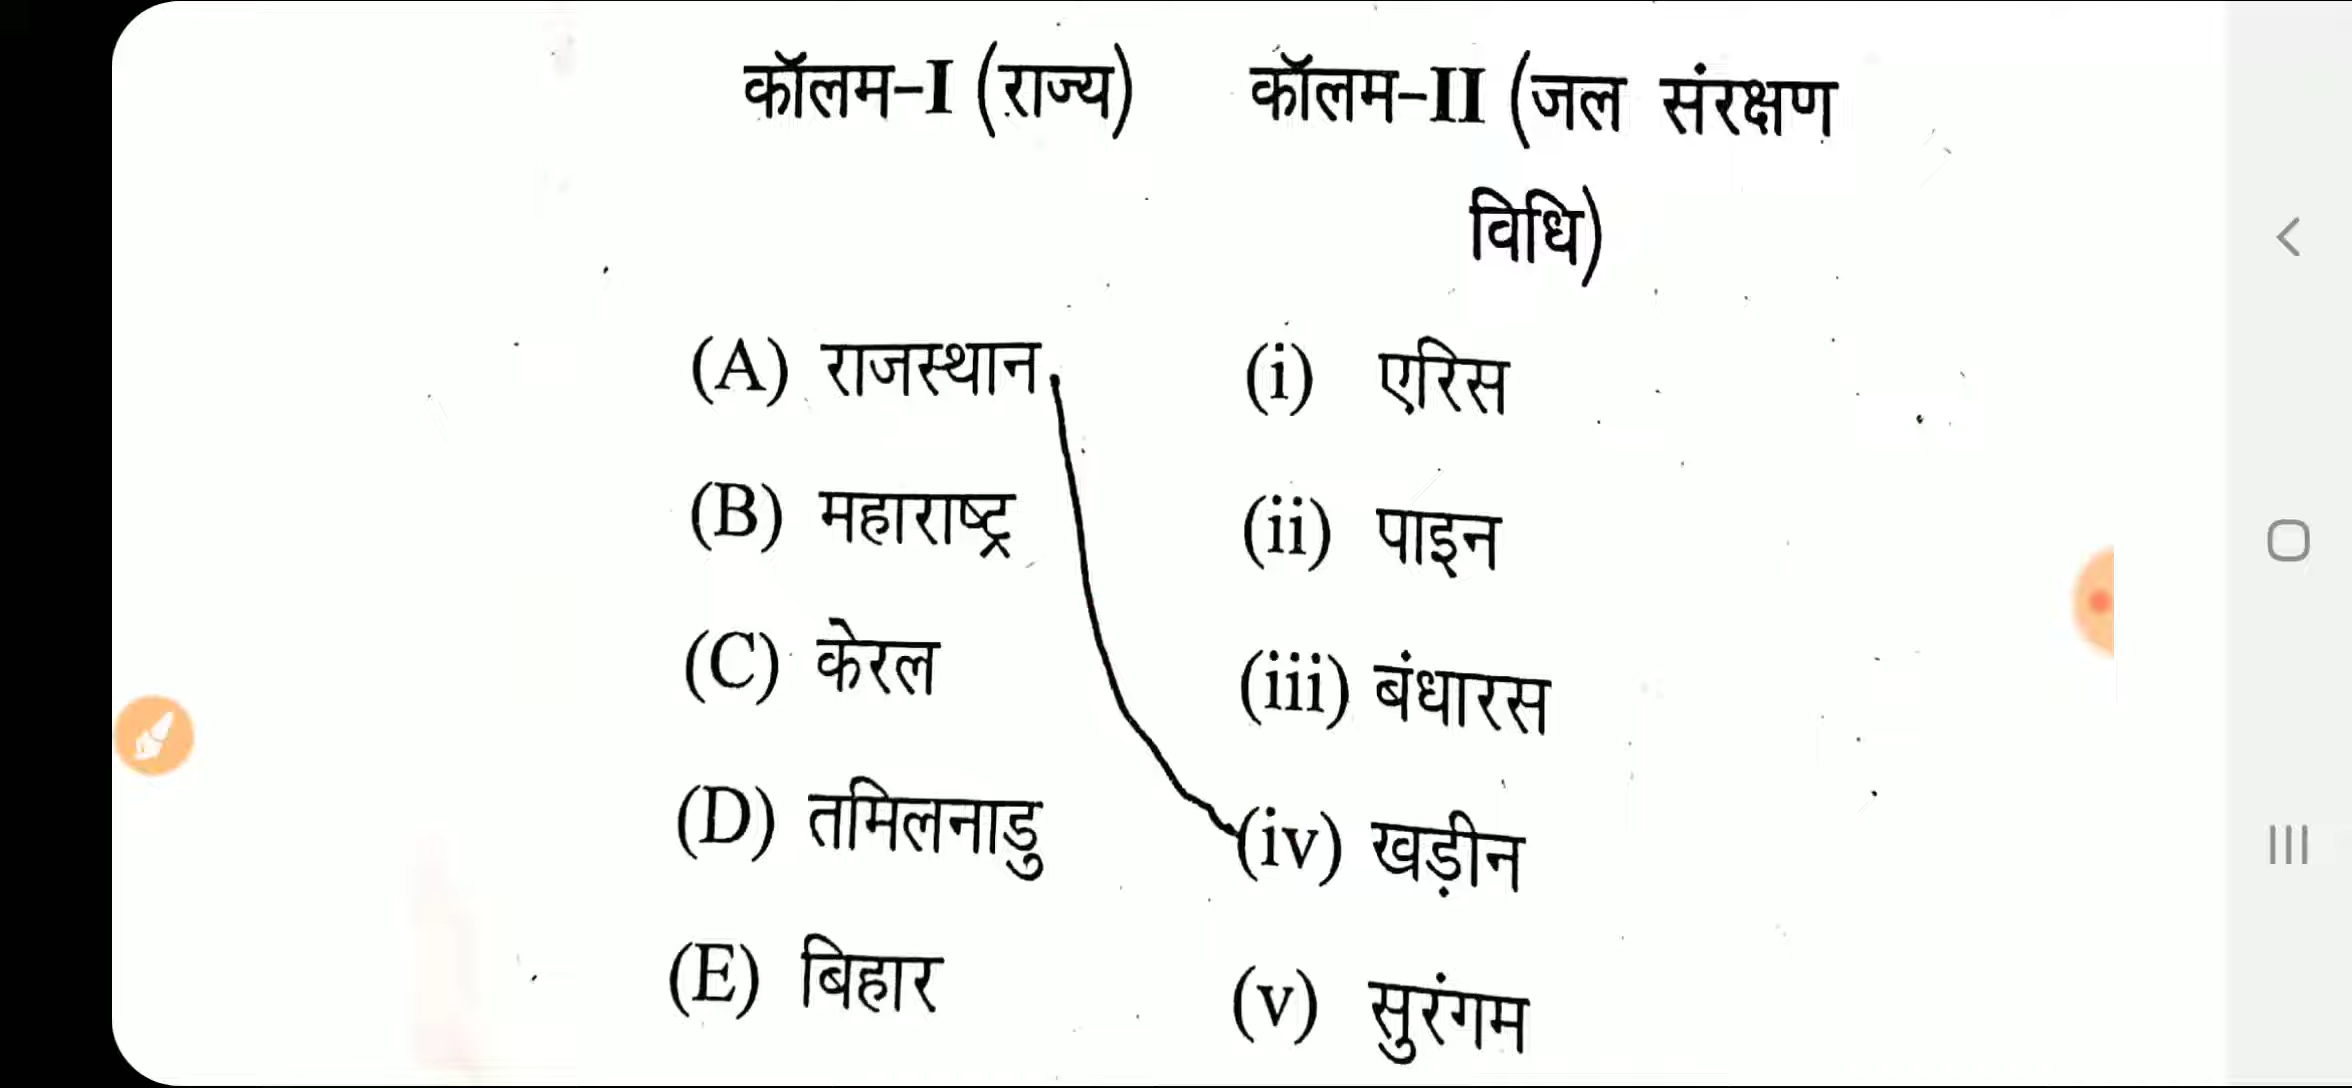 कॉलम-I (राज्य) कॉलम-II (जल संरक्षण
विधि)
(A) राजस्थान (i) एरिस
(B) महाराष्ट्र (ii) पाइन
(C) केरल (iii) बंधारस
(D) तमिलनाडु (iv) खड़ीन
(E) बिहार (v) सुरंगम